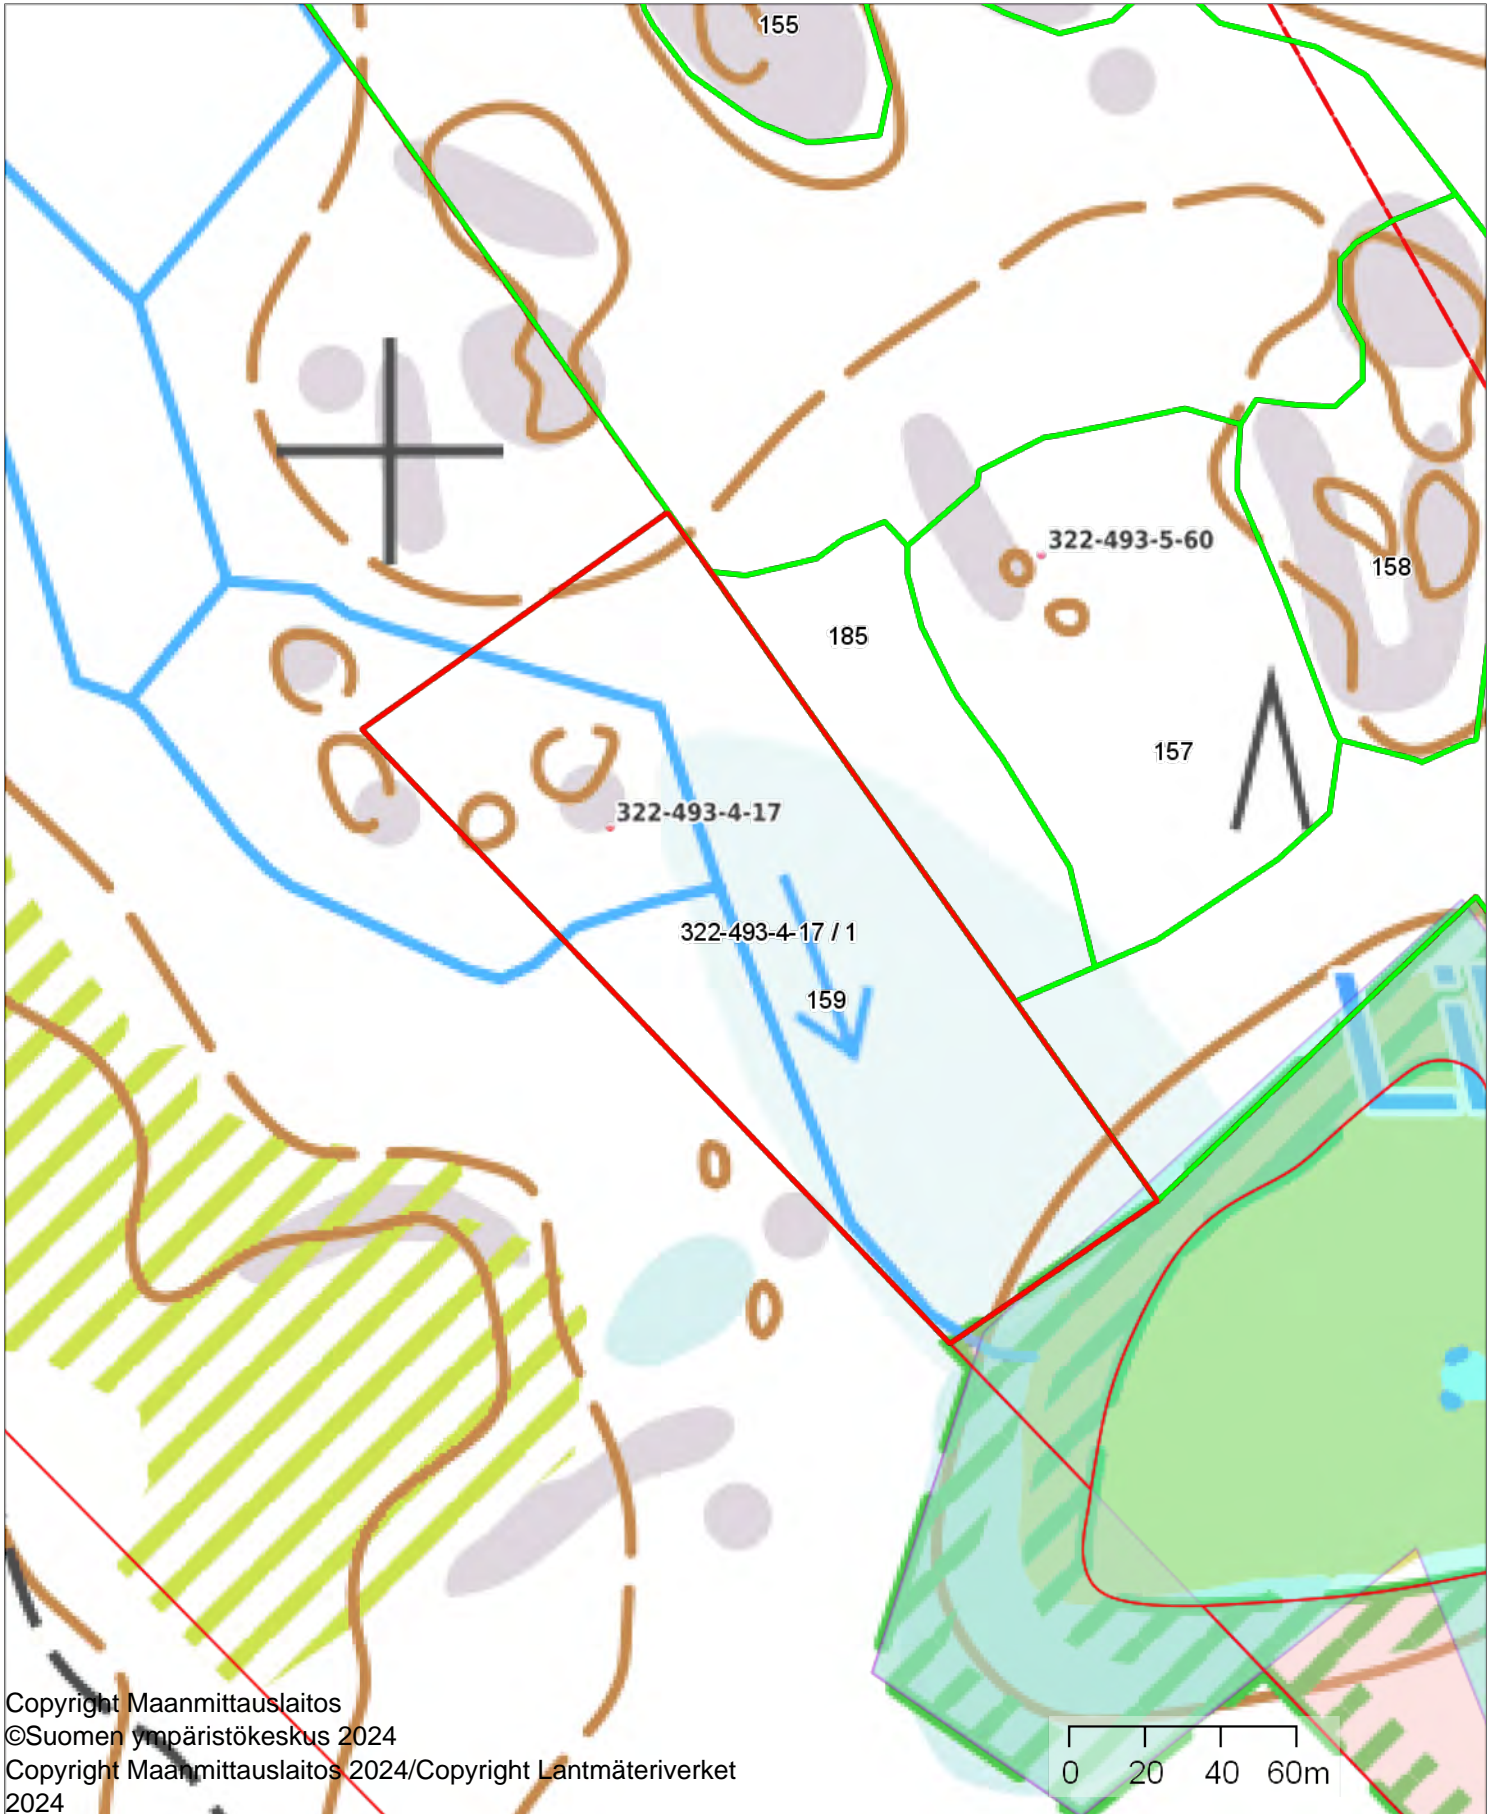 155
322-493-5-60
158
185
157
322-493-4-17
322-493-4-17 / 1
159
Copyright Maanmittauslaitos
©Suomen ympäristökeskus 2024
Copyright Maanmittauslaitos 2024/Copyright Lantmäteriverket
2024
0 20 40 60m